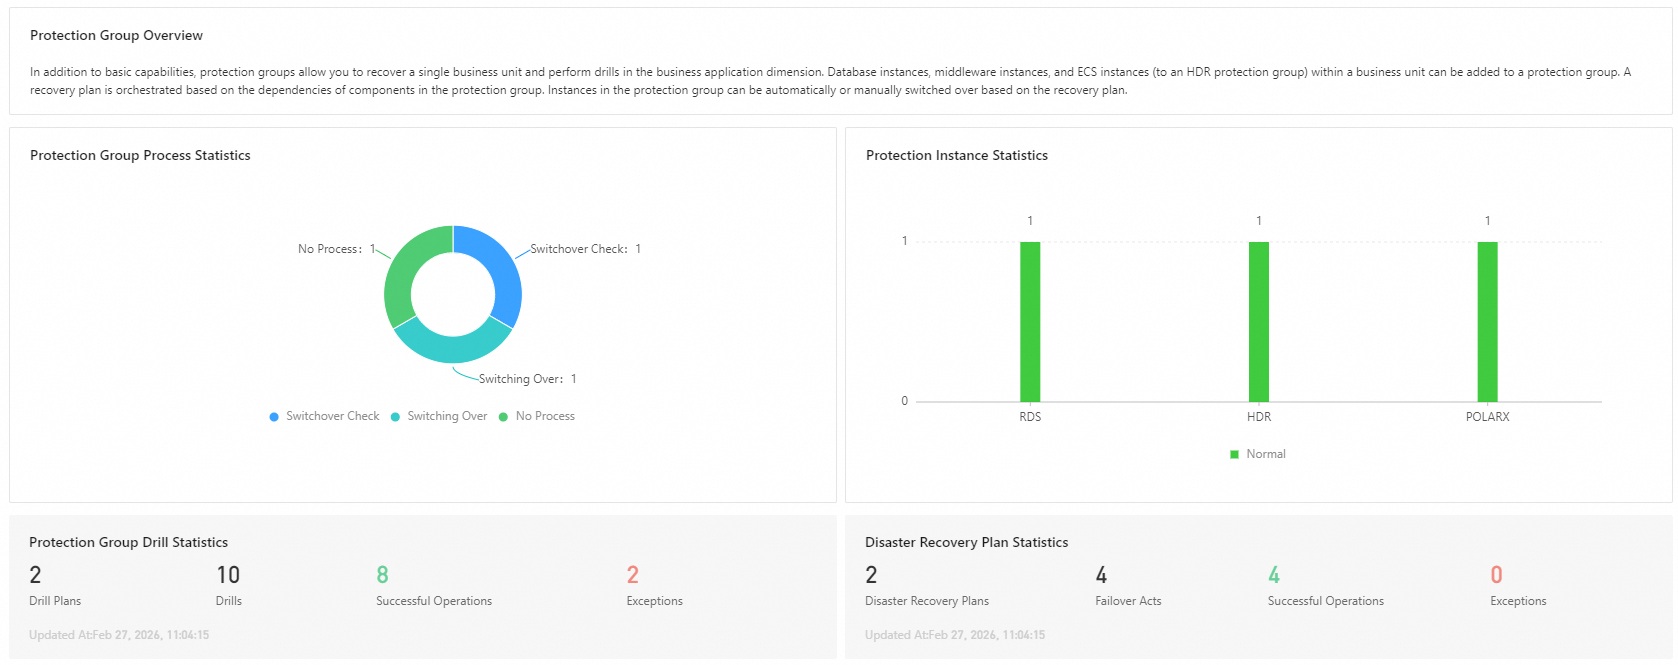 Protection Group Overview
In addition to basic capabilities, protection groups allow you to recover a single business unit and perform drills in the business application dimension. Database instances, middleware instances, and ECS instances (to an HDR protection group) within a business unit can be added to a protection group. A
recovery plan is orchestrated based on the dependencies of components in the protection group. Instances in the protection group can be automatically or manually switched over based on the recovery plan.
Protection Group Process Statistics
No Process: 1
Switchover Check: 1
Switching Over: 1
Switchover Check
Switching Over
No Process
Protection Instance Statistics
1 1 1
1
0
RDS HDR POLARX
Normal
Protection Group Drill Statistics
2 10 8 2
Drill Plans Drills Successful Operations Exceptions
Updated At:Feb 27, 2026, 11:04:15
Disaster Recovery Plan Statistics
2 4 4 0
Disaster Recovery Plans Failover Acts Successful Operations Exceptions
Updated At:Feb 27, 2026, 11:04:15